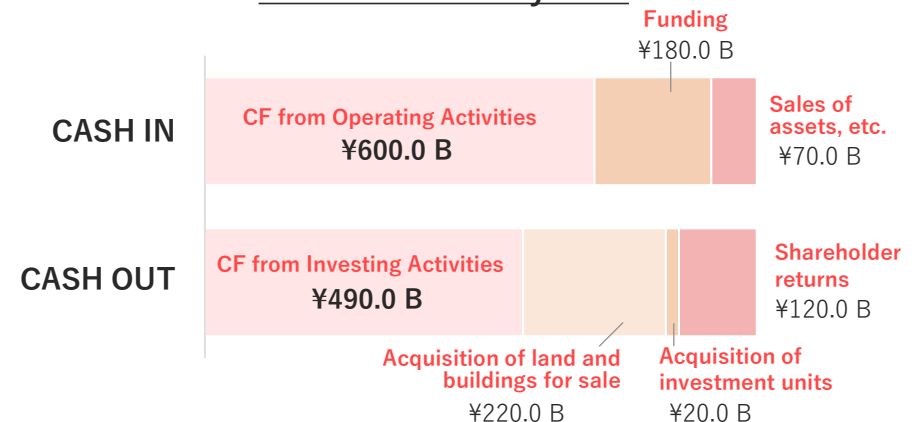 Funding
¥180.0 B
CASH IN
CF from Operating Activities
¥600.0 B
Sales of
assets, etc.
¥70.0 B
CASH OUT
CF from Investing Activities
¥490.0 B
Shareholder
returns
¥120.0 B
Acquisition of land and
buildings for sale
¥220.0 B
Acquisition of
investment units
¥20.0 B